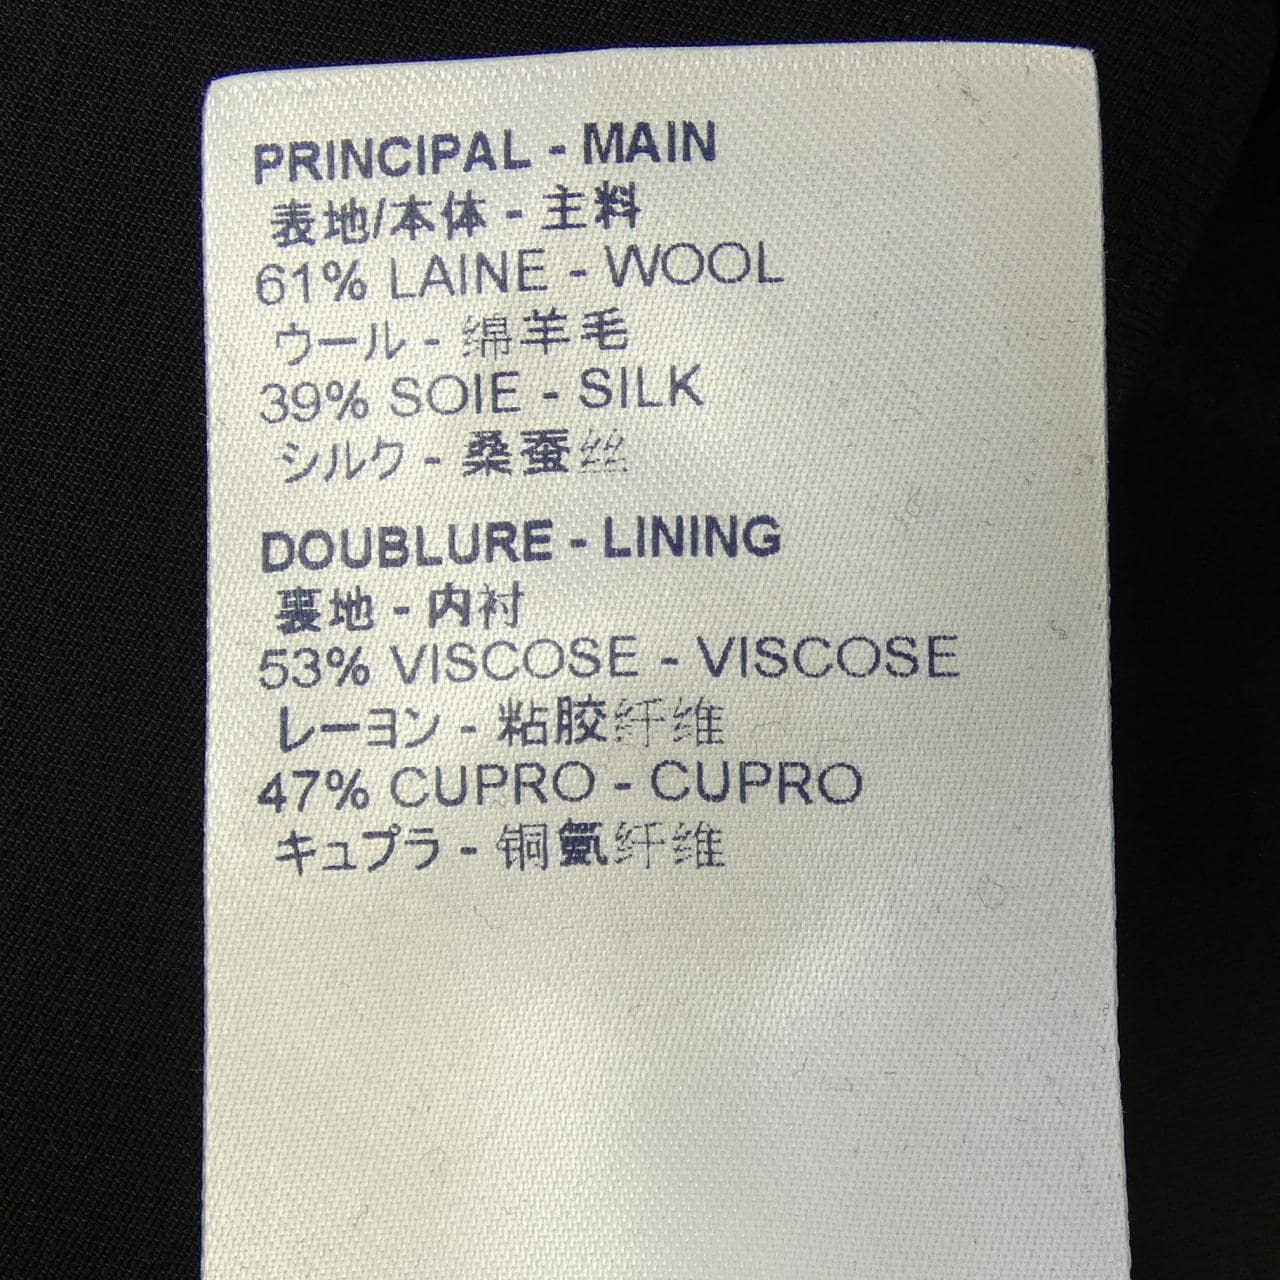 PRINCIPAL - MAIN
表地/本体 - 主料
61% LAINE - WOOL
ウール - 绵羊毛
39% SOIE - SILK
シルク - 桑蚕丝
DOUBLURE - LINING
裏地 - 内衬
53% VISCOSE - VISCOSE
レーヨン - 粘胶纤维
47% CUPRO - CUPRO
キュプラ - 铜氨纤维